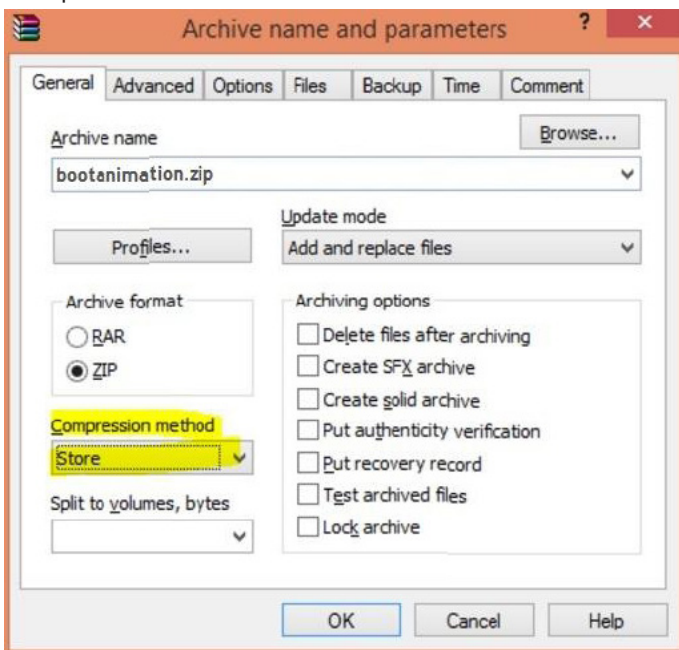 Archive name and parameters ?
General Advanced Options Files Backup Time Comment
Archive name
Browse...
bootanimation.zip
Profiles...
Update mode
Add and replace files
Archive format
RAR
ZIP
Compression method
Store
Split to volumes, bytes
Archiving options
Delete files after archiving
Create SFX archive
Create solid archive
Put authenticity verification
Put recovery record
Test archived files
Lock archive
OK Cancel Help